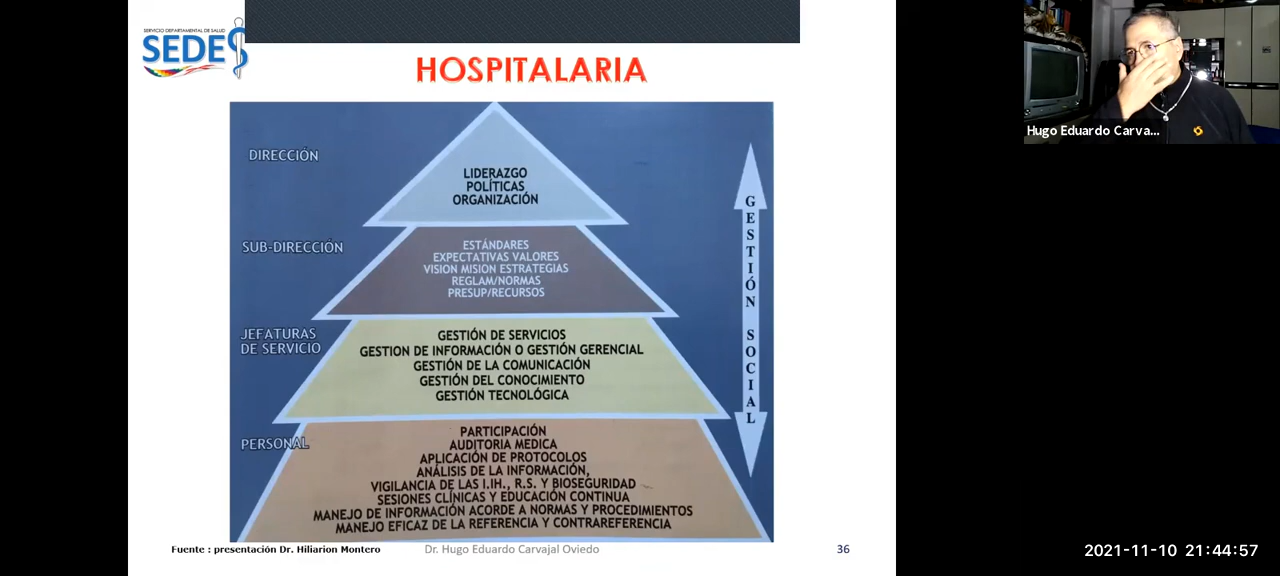 SERVICIO DEPARTAMENTAL DE SALUD
SEDES
HOSPITALARIA
DIRECCIÓN
LIDERAZGO
POLÍTICAS
ORGANIZACIÓN
SUB-DIRECCIÓN
ESTÁNDARES
EXPECTATIVAS VALORES
VISION MISION ESTRATEGIAS
REGLAM/NORMAS
PRESUP/RECURSOS
JEFATURAS
DE SERVICIO
GESTIÓN DE SERVICIOS
GESTION DE INFORMACIÓN O GESTIÓN GERENCIAL
GESTIÓN DE LA COMUNICACIÓN
GESTIÓN DEL CONOCIMIENTO
GESTIÓN TECNOLÓGICA
PERSONAL
PARTICIPACIÓN
AUDITORIA MEDICA
APLICACIÓN DE PROTOCOLOS
ANÁLISIS DE LA INFORMACIÓN,
VIGILANCIA DE LAS I.IH., R.S. Y BIOSEGURIDAD
SESIONES CLÍNICAS Y EDUCACIÓN CONTINUA
MANEJO DE INFORMACIÓN ACORDE A NORMAS Y PROCEDIMIENTOS
MANEJO EFICAZ DE LA REFERENCIA Y CONTRAREFERENCIA
GESTIÓN SOCIAL
Fuente : presentación Dr. Hiliarion Montero
Dr. Hugo Eduardo Carvajal Oviedo
36
Hugo Eduardo Carva...
2021-11-10 21:44:57